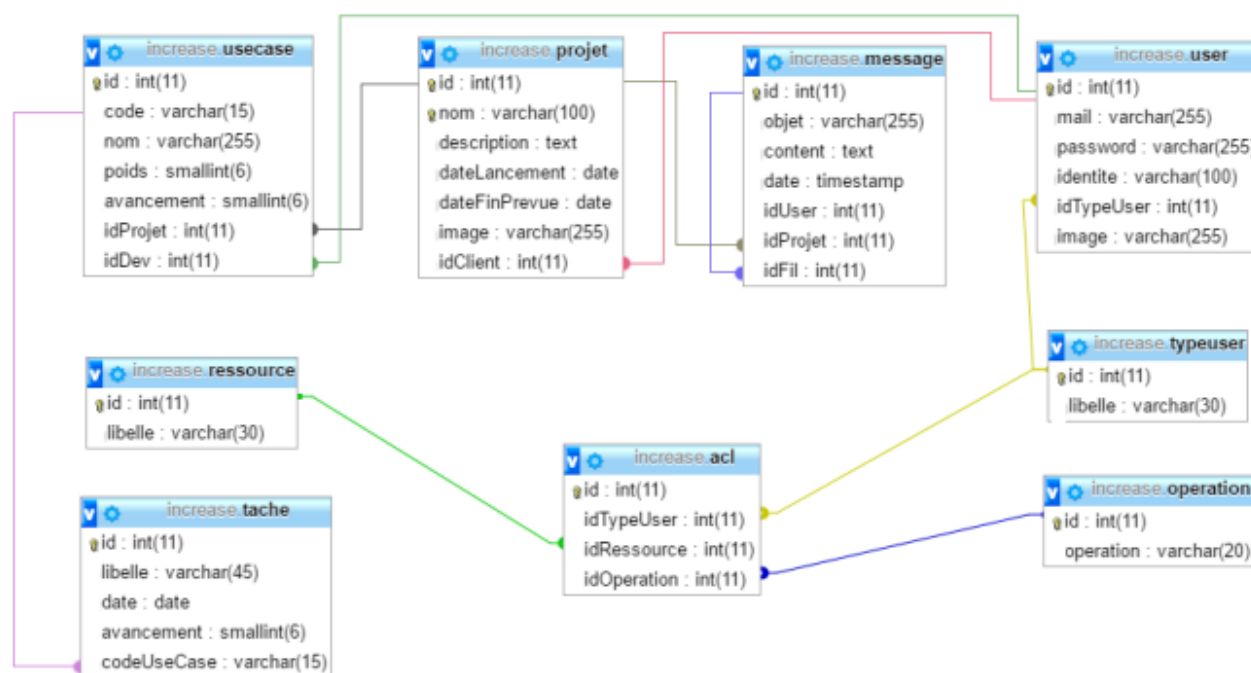 increase.usecase
id : int(11)
code : varchar(15)
nom : varchar(255)
poids : smallint(6)
avancement : smallint(6)
idProjet : int(11)
idDev : int(11)
increase.projet
id : int(11)
nom : varchar(100)
description : text
dateLancement : date
dateFinPrevue : date
image : varchar(255)
idClient : int(11)
increase.message
id : int(11)
objet : varchar(255)
content : text
date : timestamp
idUser : int(11)
idProjet : int(11)
idFil : int(11)
increase.user
id : int(11)
mail : varchar(255)
password : varchar(255)
identite : varchar(100)
idTypeUser : int(11)
image : varchar(255)
increase.ressource
id : int(11)
libelle : varchar(30)
increase.typeuser
id : int(11)
libelle : varchar(30)
increase.acl
id : int(11)
idTypeUser : int(11)
idRessource : int(11)
idOperation : int(11)
increase.operation
id : int(11)
operation : varchar(20)
increase.tache
id : int(11)
libelle : varchar(45)
date : date
avancement : smallint(6)
codeUseCase : varchar(15)